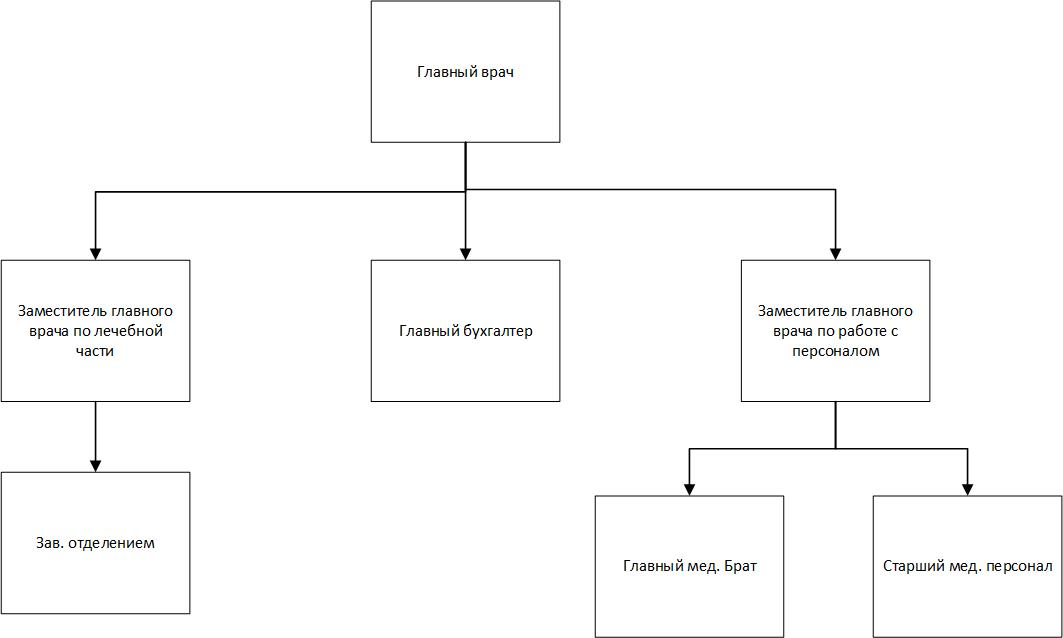 Главный врач
Заместитель главного
врача по лечебной
части
Главный бухгалтер
Заместитель главного
врача по работе с
персоналом
Зав. отделением
Главный мед. Брат
Старший мед. персонал